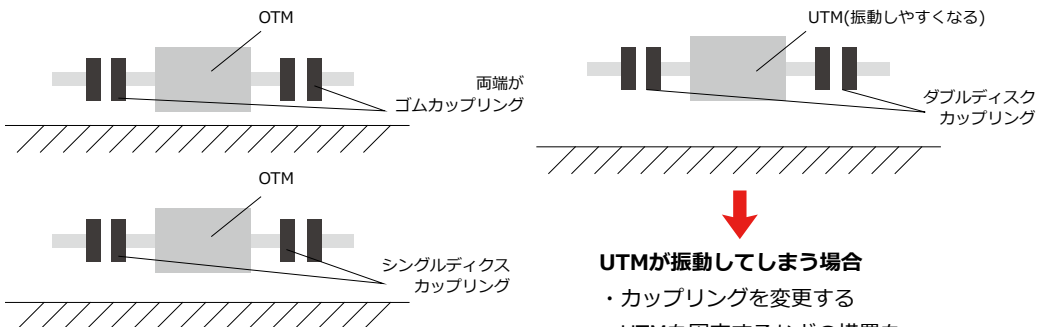 OTM
両端が
ゴムカップリング
OTM
シングルディクス
カップリング
UTM(振動しやすくなる)
ダブルディスク
カップリング
UTMが振動してしまう場合
・カップリングを変更する